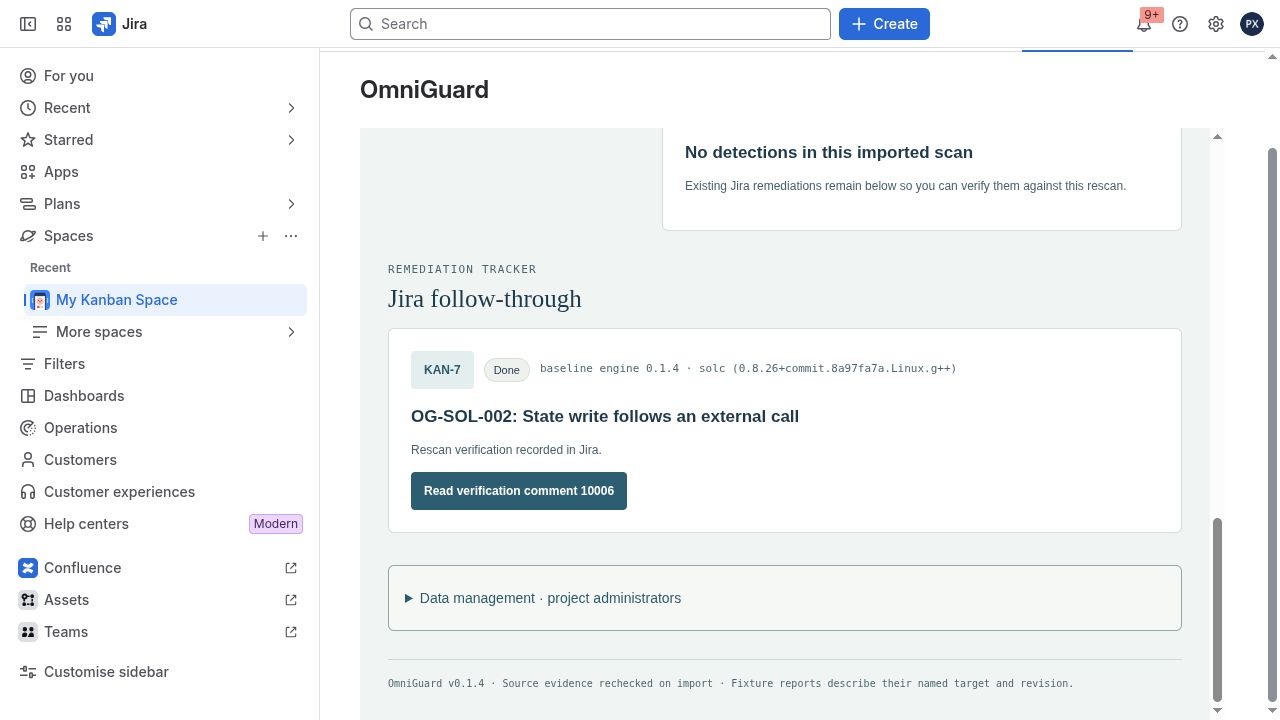 Jira
Search
Create
9+
PX
For you
Recent
Starred
Apps
Plans
Spaces
Recent
My Kanban Space
More spaces
Filters
Dashboards
Operations
Customers
Customer experiences
Help centers
Modern
Confluence
Assets
Teams
Customise sidebar
OmniGuard
No detections in this imported scan
Existing Jira remediations remain below so you can verify them against this rescan.
REMEDIATION TRACKER
Jira follow-through
KAN-7
Done
baseline engine 0.1.4 · solc (0.8.26+commit.8a97fa7a.Linux.g++)
OG-SOL-002: State write follows an external call
Rescan verification recorded in Jira.
Read verification comment 10006
Data management · project administrators
OmniGuard v0.1.4 · Source evidence rechecked on import · Fixture reports describe their named target and revision.